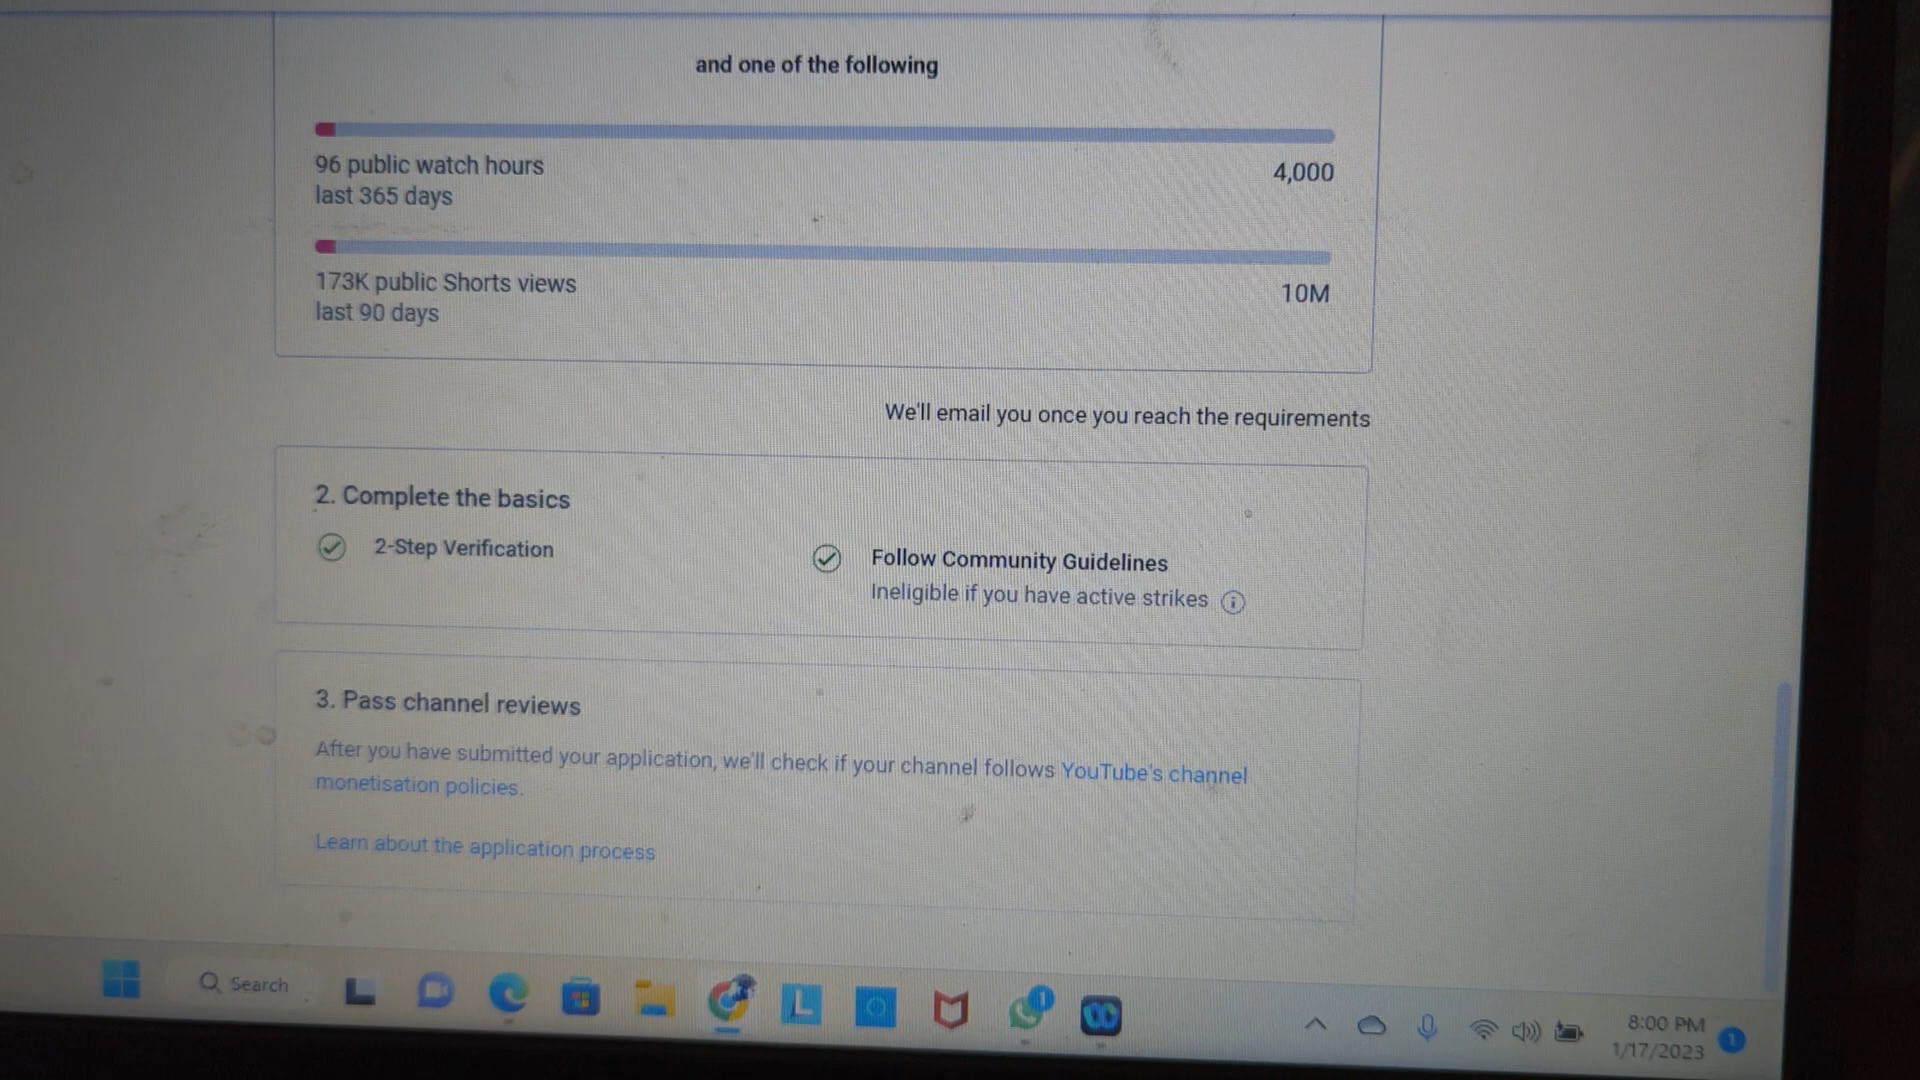 and one of the following
96 public watch hours
last 365 days
4,000
173K public Shorts views
last 90 days
10M
We'll email you once you reach the requirements
2. Complete the basics
2-Step Verification
Follow Community Guidelines
Ineligible if you have active strikes
3. Pass channel reviews
After you have submitted your application, we'll check if your channel follows YouTube's channel
monetisation policies.
Learn about the application process
Search
L
1
8:00 PM
1/17/2023
1